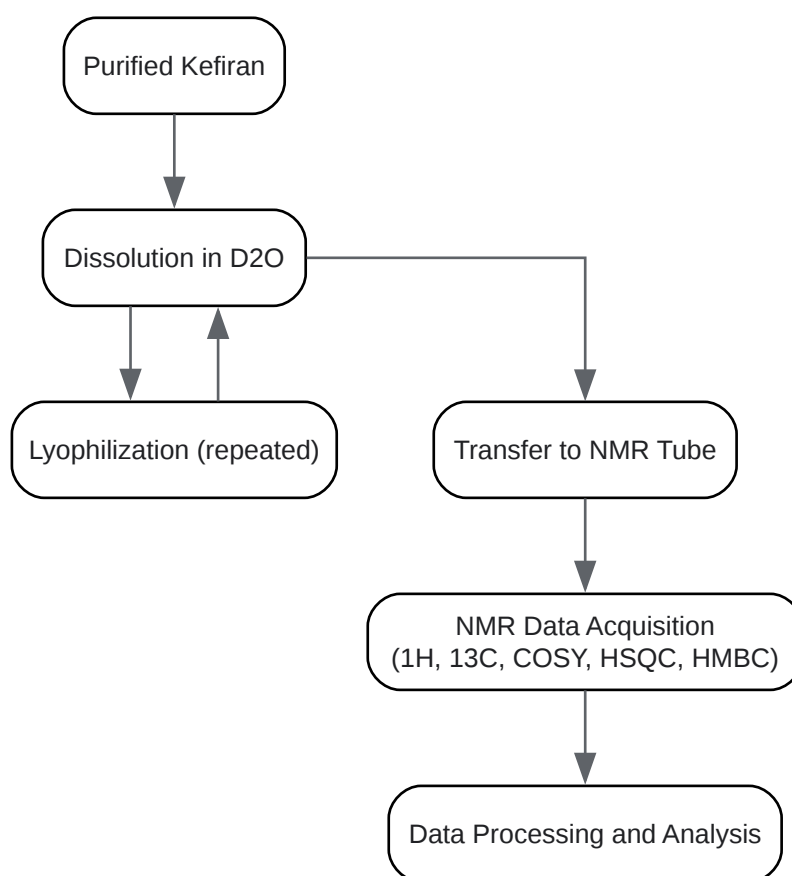 Purified Kefiran
Dissolution in D2O
Lyophilization (repeated)
Transfer to NMR Tube
NMR Data Acquisition
(1H, 13C, COSY, HSQC, HMBC)
Data Processing and Analysis